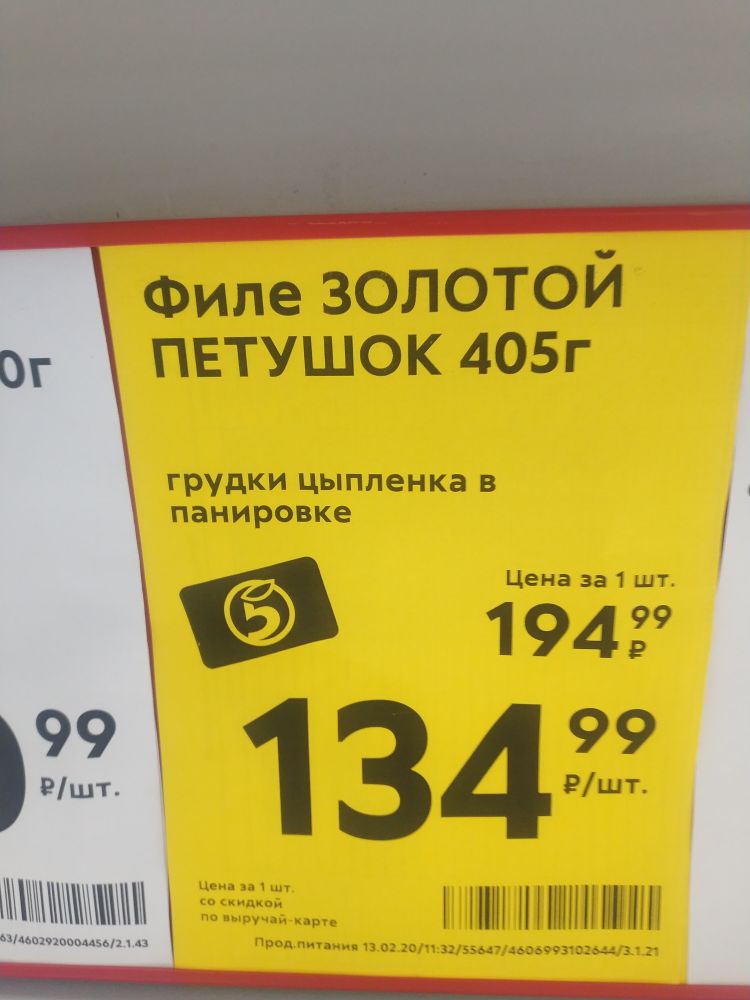 Филе ЗОЛОТОЙ
ПЕТУШОК 405г
грудки цыпленка в
панировке
5
Цена за 1 шт.
194 99
₽
134 99
₽/шт.
Цена за 1 шт.
со скидкой
по выручай-карте
Прод.питания 13.02.20/11:32/55647/4606993102644/3.1.21
0г
99
₽/шт.
63/4602920004456/2.1.43